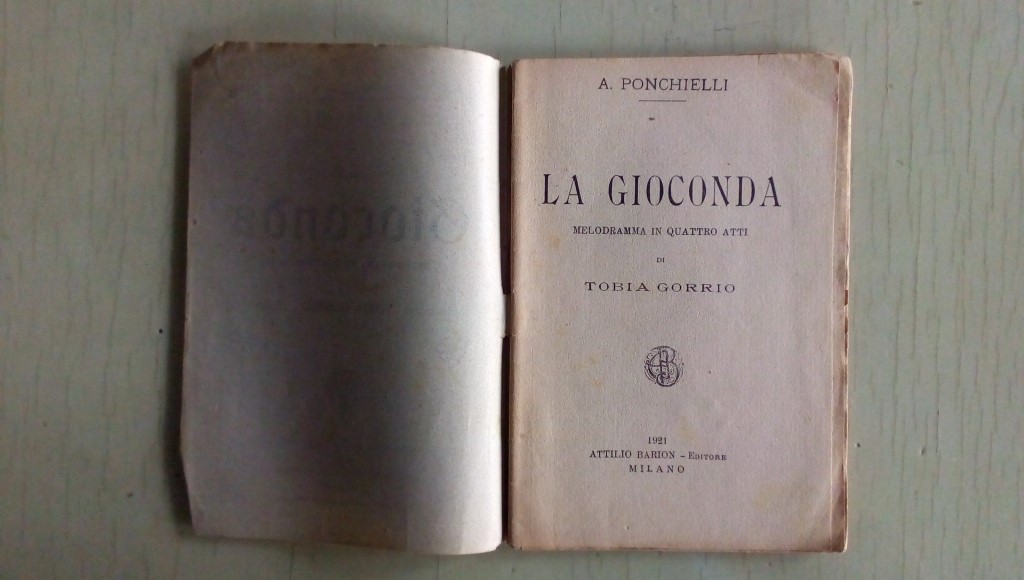 A. PONCHIELLI
LA GIOCONDA
MELODRAMMA IN QUATTRO ATTI
DI
TOBIA GORRIO
1921
ATTILIO BARION - EDITORE
MILANO